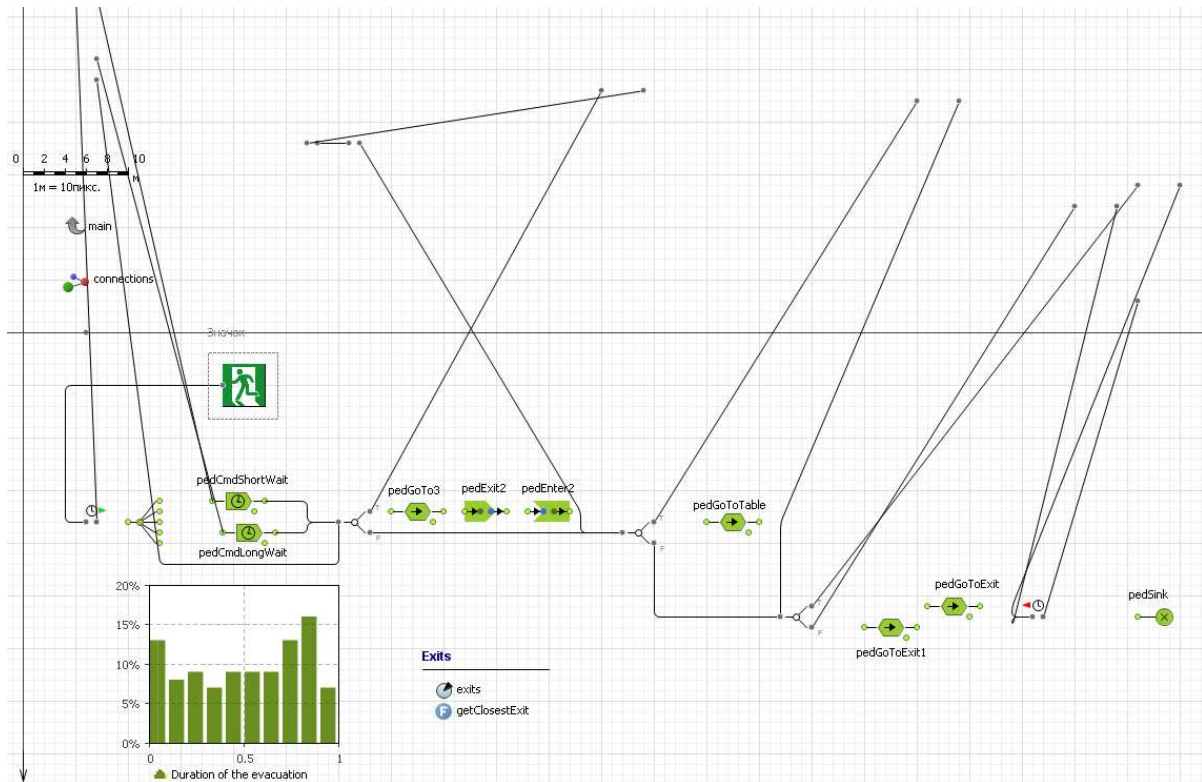 0 2 4 6 8 10
м
1м = 10пикс.
main
connections
Значок
pedCmdShortWait
pedCmdLongWait
T
F
pedGoTo3
pedExit2
pedEnter2
T
F
pedGoToTable
T
F
pedGoToExit
pedGoToExit1
pedSink
20%
15%
10%
5%
0%
0 0.5 1
Duration of the evacuation
Exits
exits
F
getClosestExit